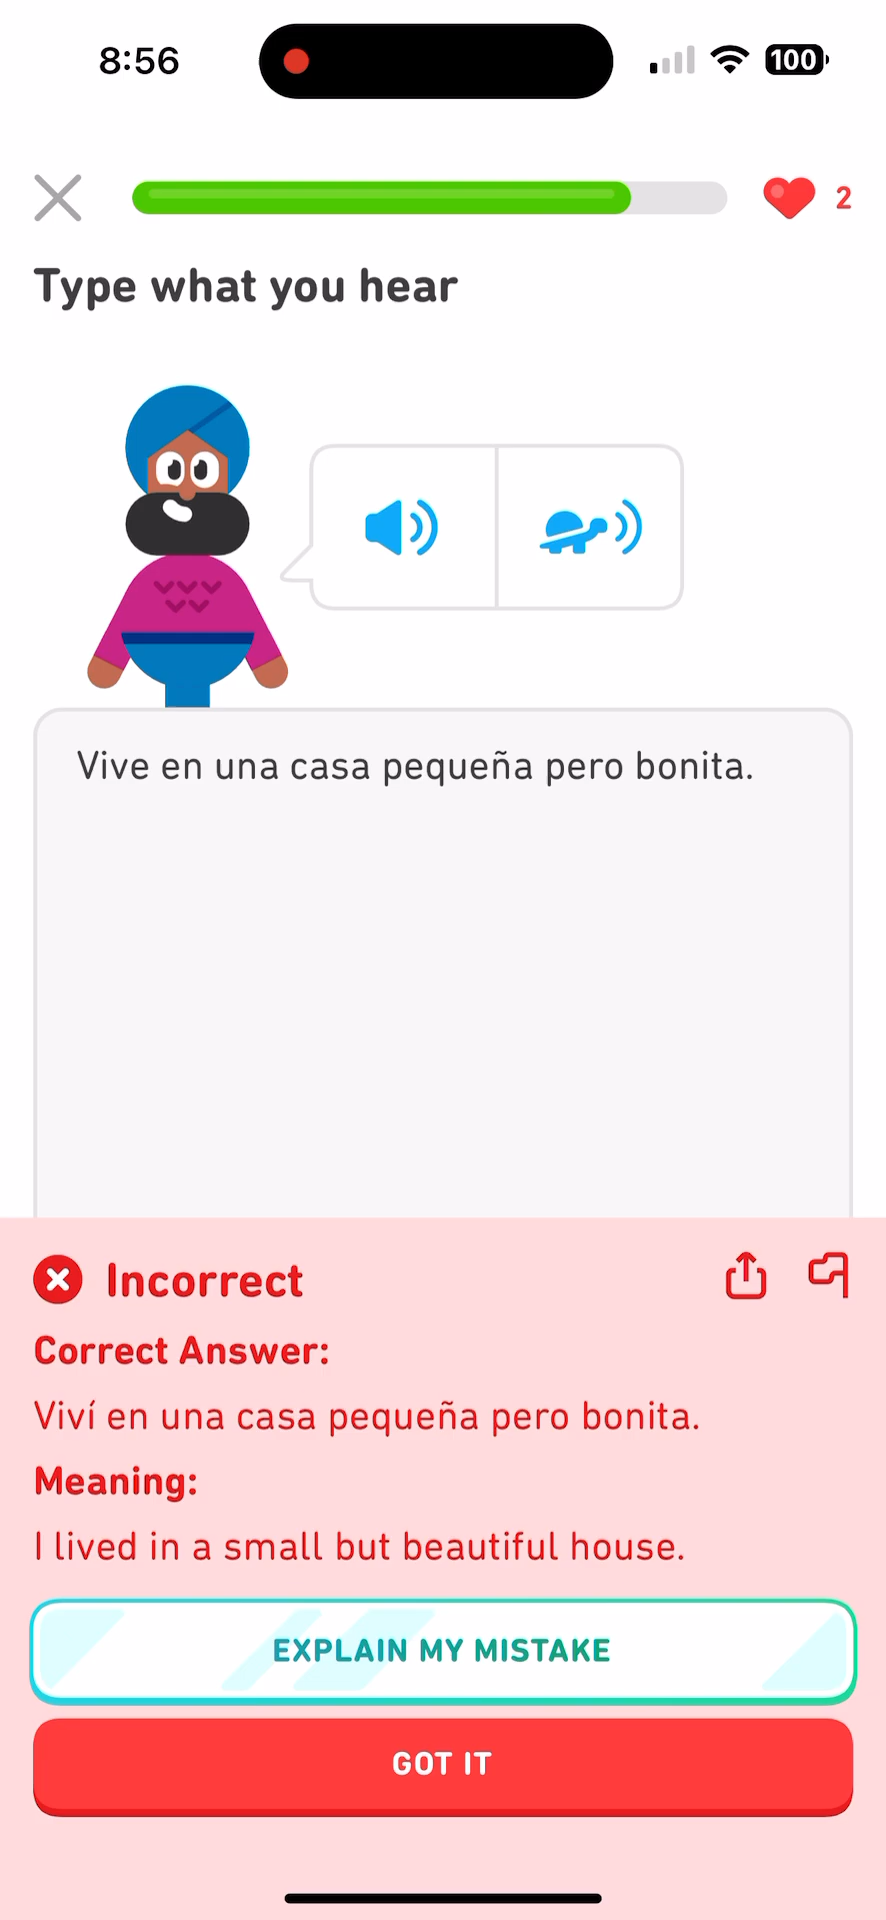 8:56
100
2
Type what you hear
Vive en una casa pequeña pero bonita.
Incorrect
Correct Answer:
Viví en una casa pequeña pero bonita.
Meaning:
I lived in a small but beautiful house.
EXPLAIN MY MISTAKE
GOT IT